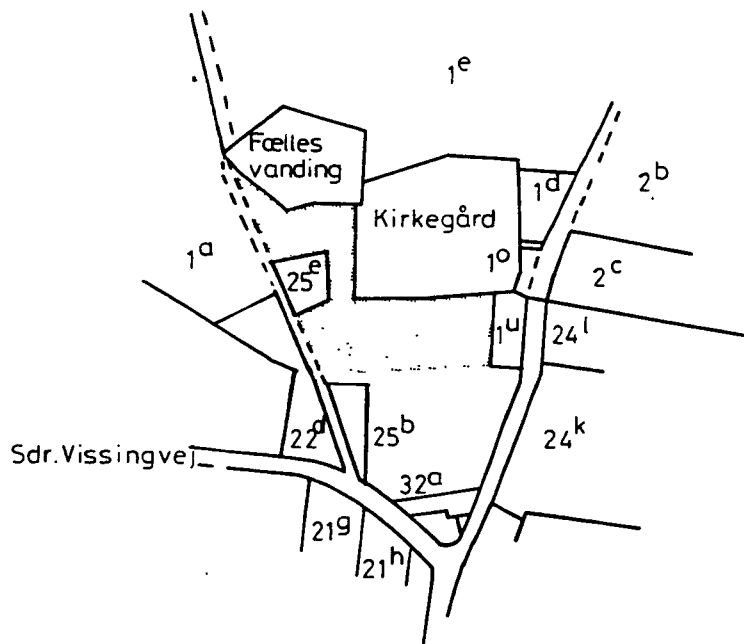 1e
Fælles
vanding
1d
2b
Kirkegård
1a
1o
25e
2c
1u
24l
22d
25b
24k
Sdr.Vissingvej
32a
21g
21h